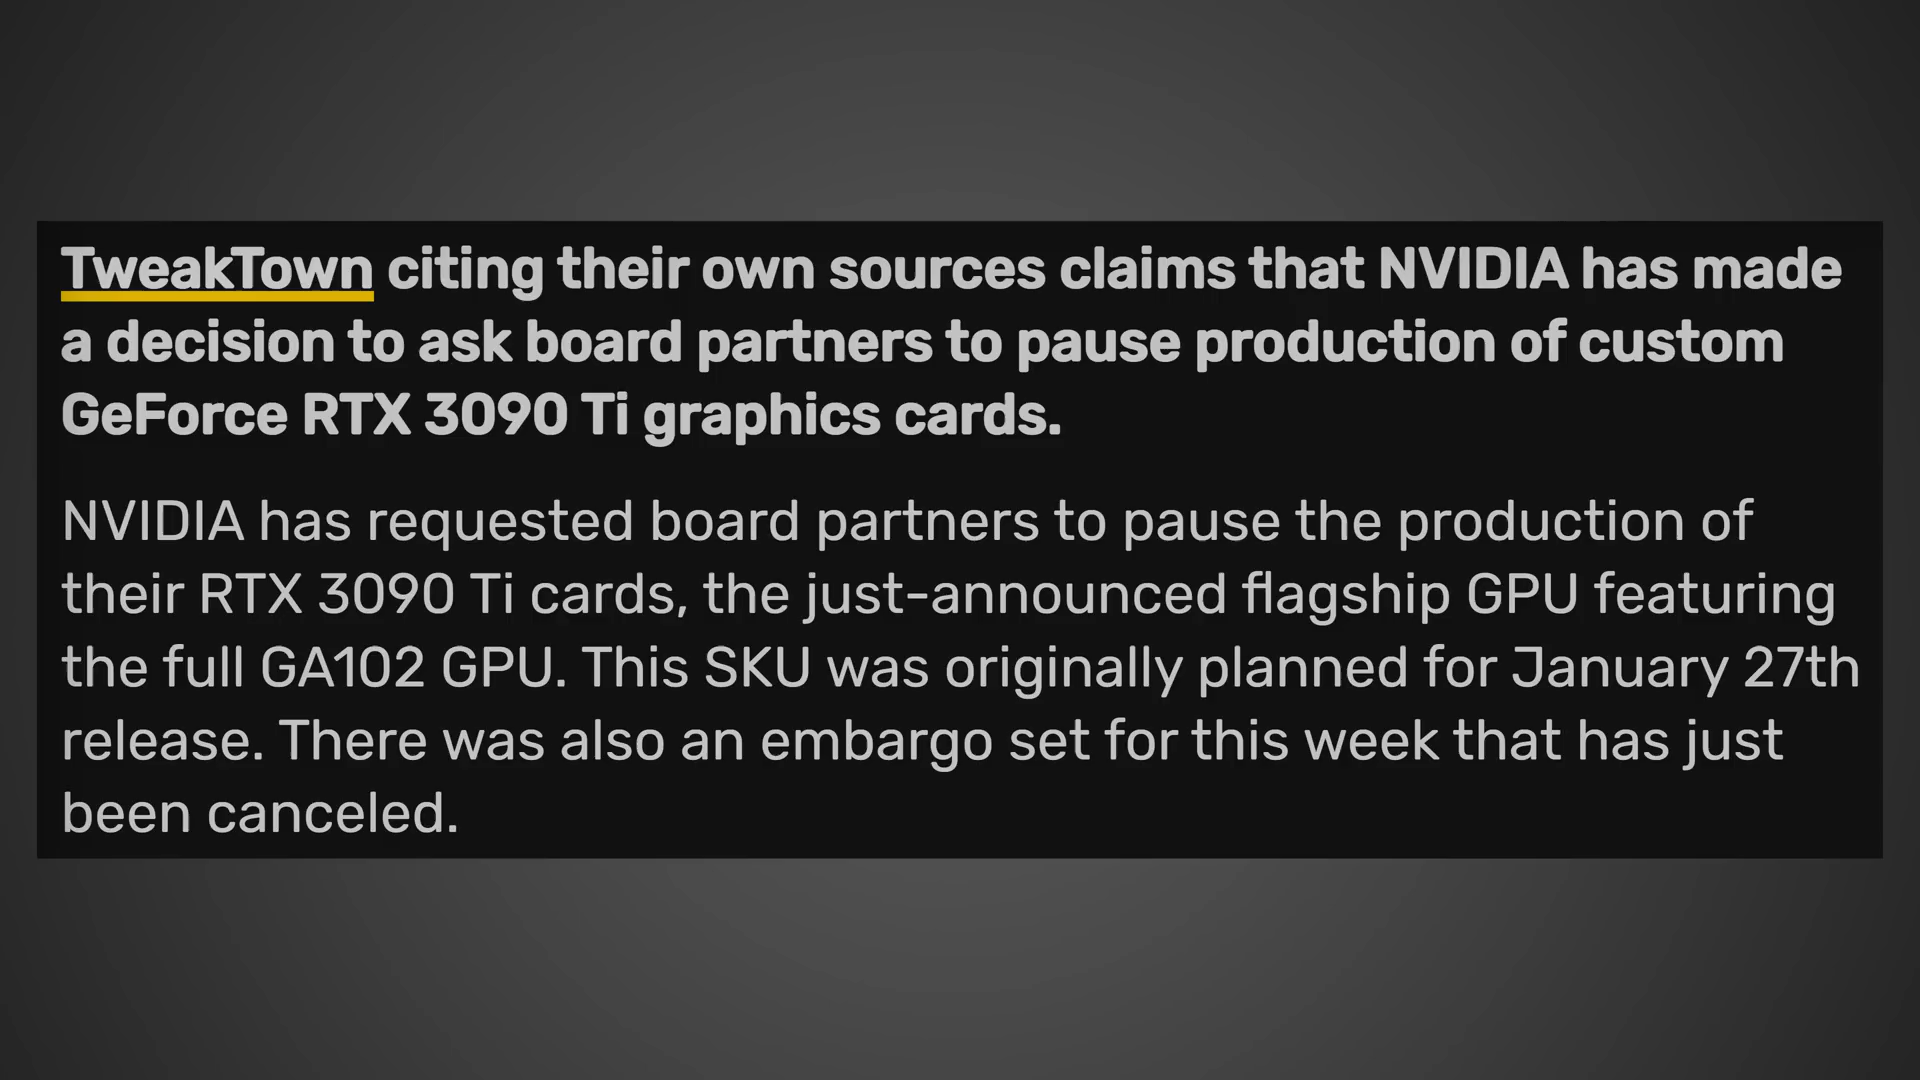 TweakTown citing their own sources claims that NVIDIA has made
a decision to ask board partners to pause production of custom
GeForce RTX 3090 Ti graphics cards.
NVIDIA has requested board partners to pause the production of
their RTX 3090 Ti cards, the just-announced flagship GPU featuring
the full GA102 GPU. This SKU was originally planned for January 27th
release. There was also an embargo set for this week that has just
been canceled.